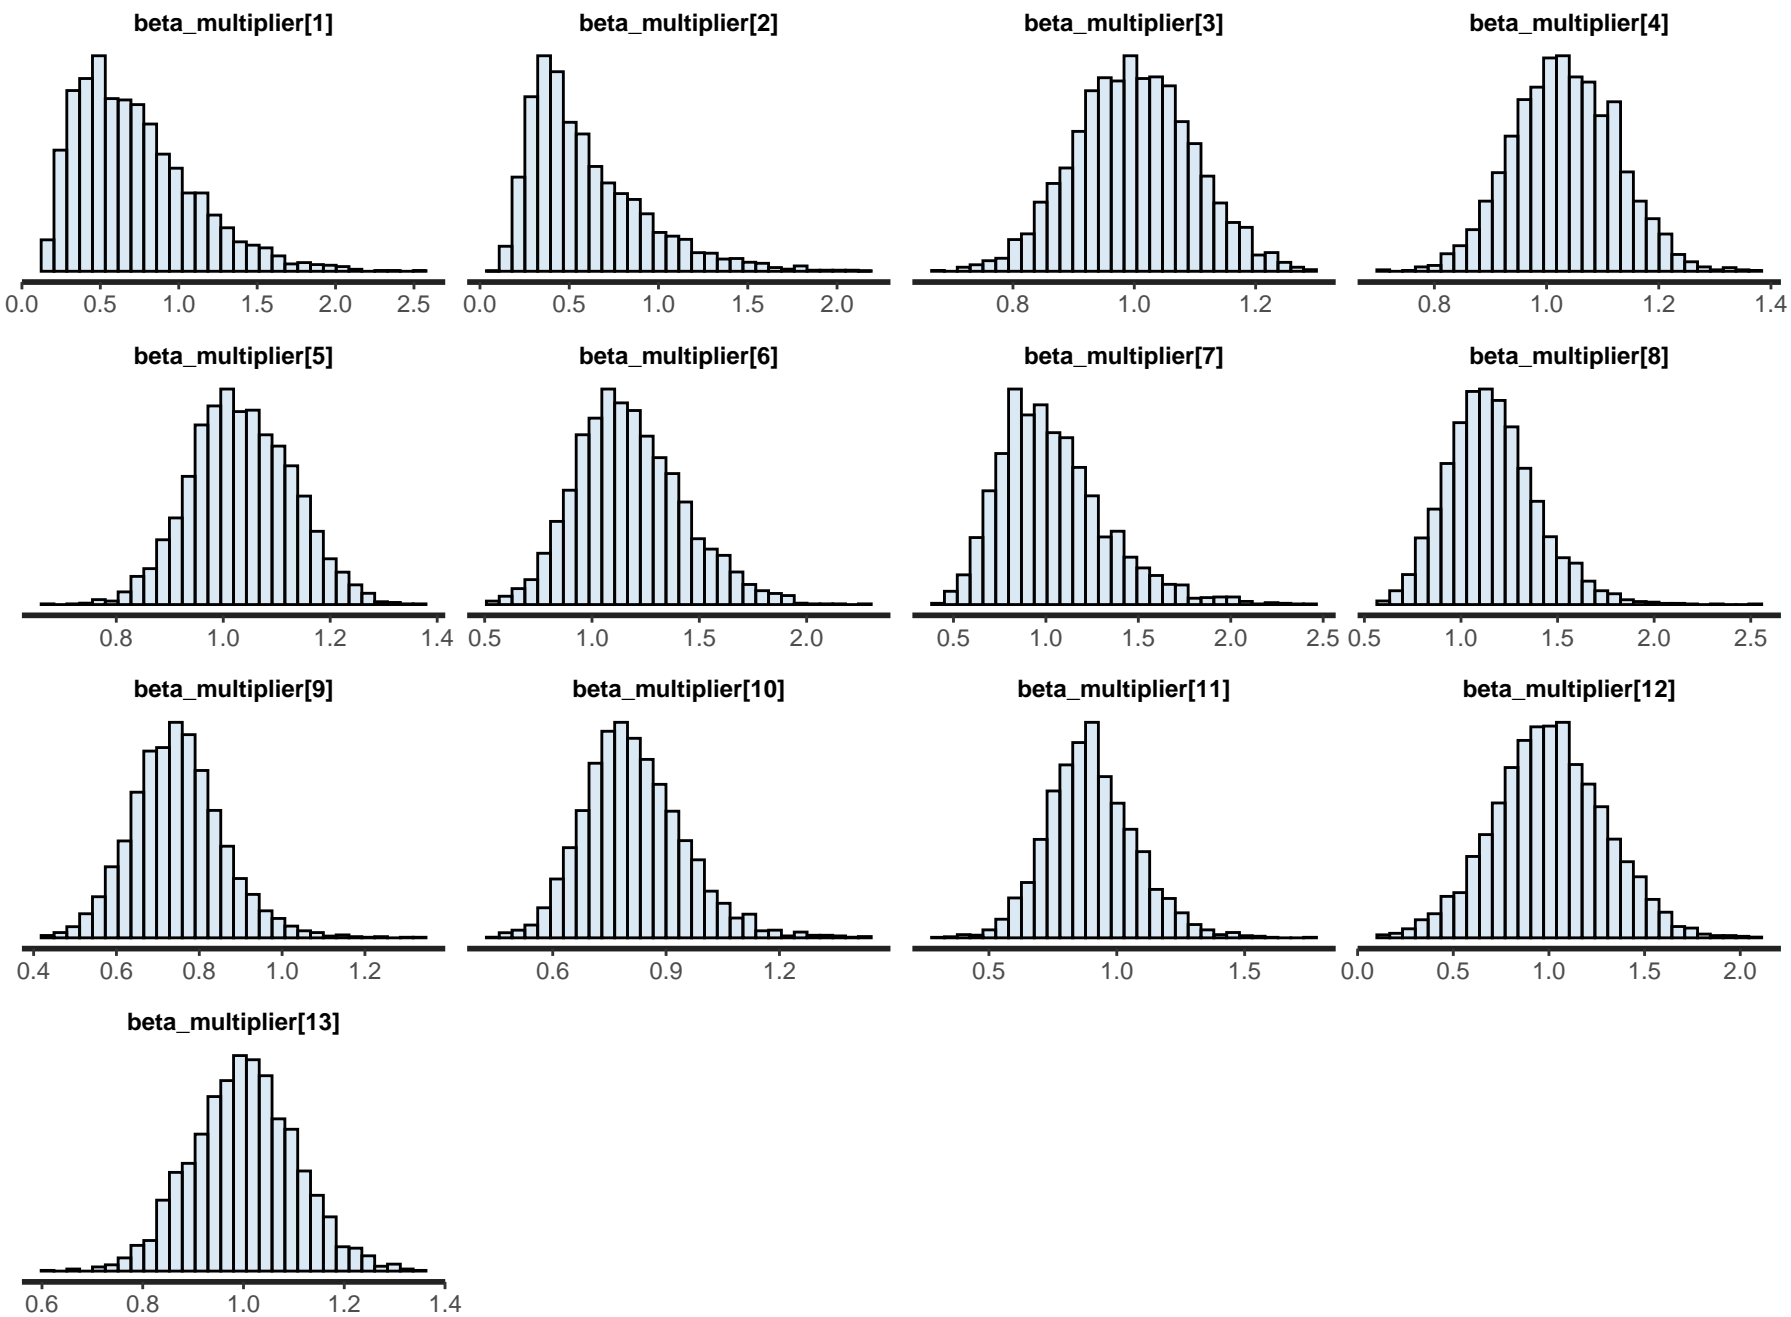 beta_multiplier[1] beta_multiplier[2] beta_multiplier[3] beta_multiplier[4]
0.0 0.5 1.0 1.5 2.0 2.5 0.0 0.5 1.0 1.5 2.0 0.8 1.0 1.2 0.8 1.0 1.2 1.4
beta_multiplier[5] beta_multiplier[6] beta_multiplier[7] beta_multiplier[8]
0.8 1.0 1.2 1.4 0.5 1.0 1.5 2.0 0.5 1.0 1.5 2.0 2.5 0.5 1.0 1.5 2.0 2.5
beta_multiplier[9] beta_multiplier[10] beta_multiplier[11] beta_multiplier[12]
0.4 0.6 0.8 1.0 1.2 0.6 0.9 1.2 0.5 1.0 1.5 0.0 0.5 1.0 1.5 2.0
beta_multiplier[13]
0.6 0.8 1.0 1.2 1.4